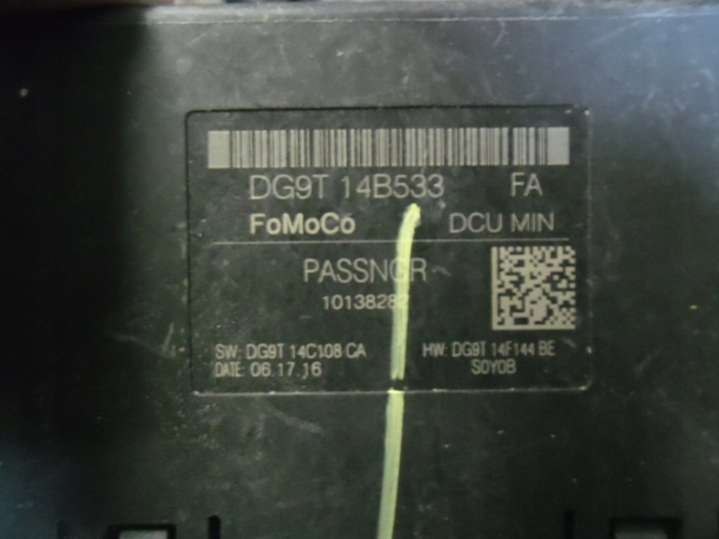 DG9T 14B533 FA
FoMoCo DCU MIN
PASSNGR
10138282
SW: DG9T 14C108 CA HW: DG9T 14F144 BE
DATE: 06.17.16 S0Y0B